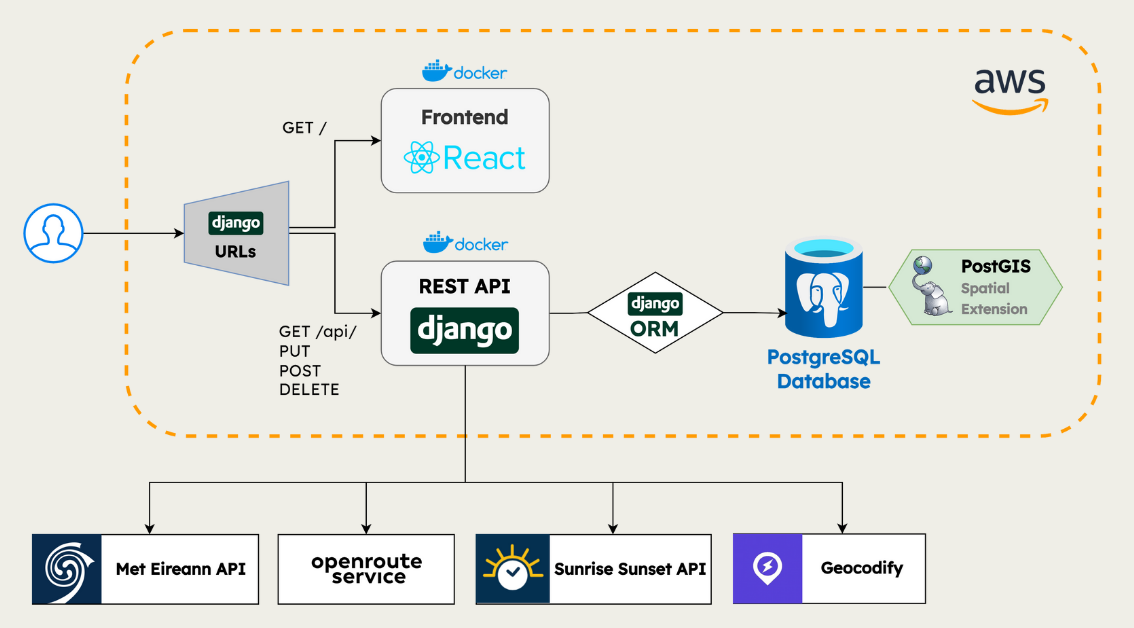 docker
aws
Frontend
React
GET /
django
URLs
docker
REST API
django
GET /api/
PUT
POST
DELETE
django
ORM
PostgreSQL
Database
PostGIS
Spatial
Extension
Met Eireann API
openroute
service
Sunrise Sunset API
Geocodify